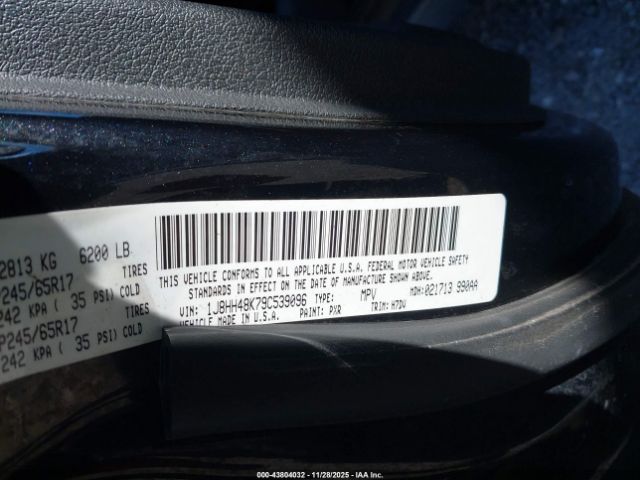 2813 KG 6200 LB
P245/65R17 TIRES
242 KPA ( 35 PSI) COLD
P245/65R17 TIRES
242 KPA ( 35 PSI) COLD
THIS VEHICLE CONFORMS TO ALL APPLICABLE U.S.A. FEDERAL MOTOR VEHICLE SAFETY
STANDARDS IN EFFECT ON THE DATE OF MANUFACTURE SHOWN ABOVE
VIN: 1J8HH48K79C539096 TYPE: MPV MDH: 021713 990AA
VEHICLE MADE IN U.S.A. PAINT: PXR TRIM: H7DV
000-43804032 - 11/28/2025 - IAA Inc.